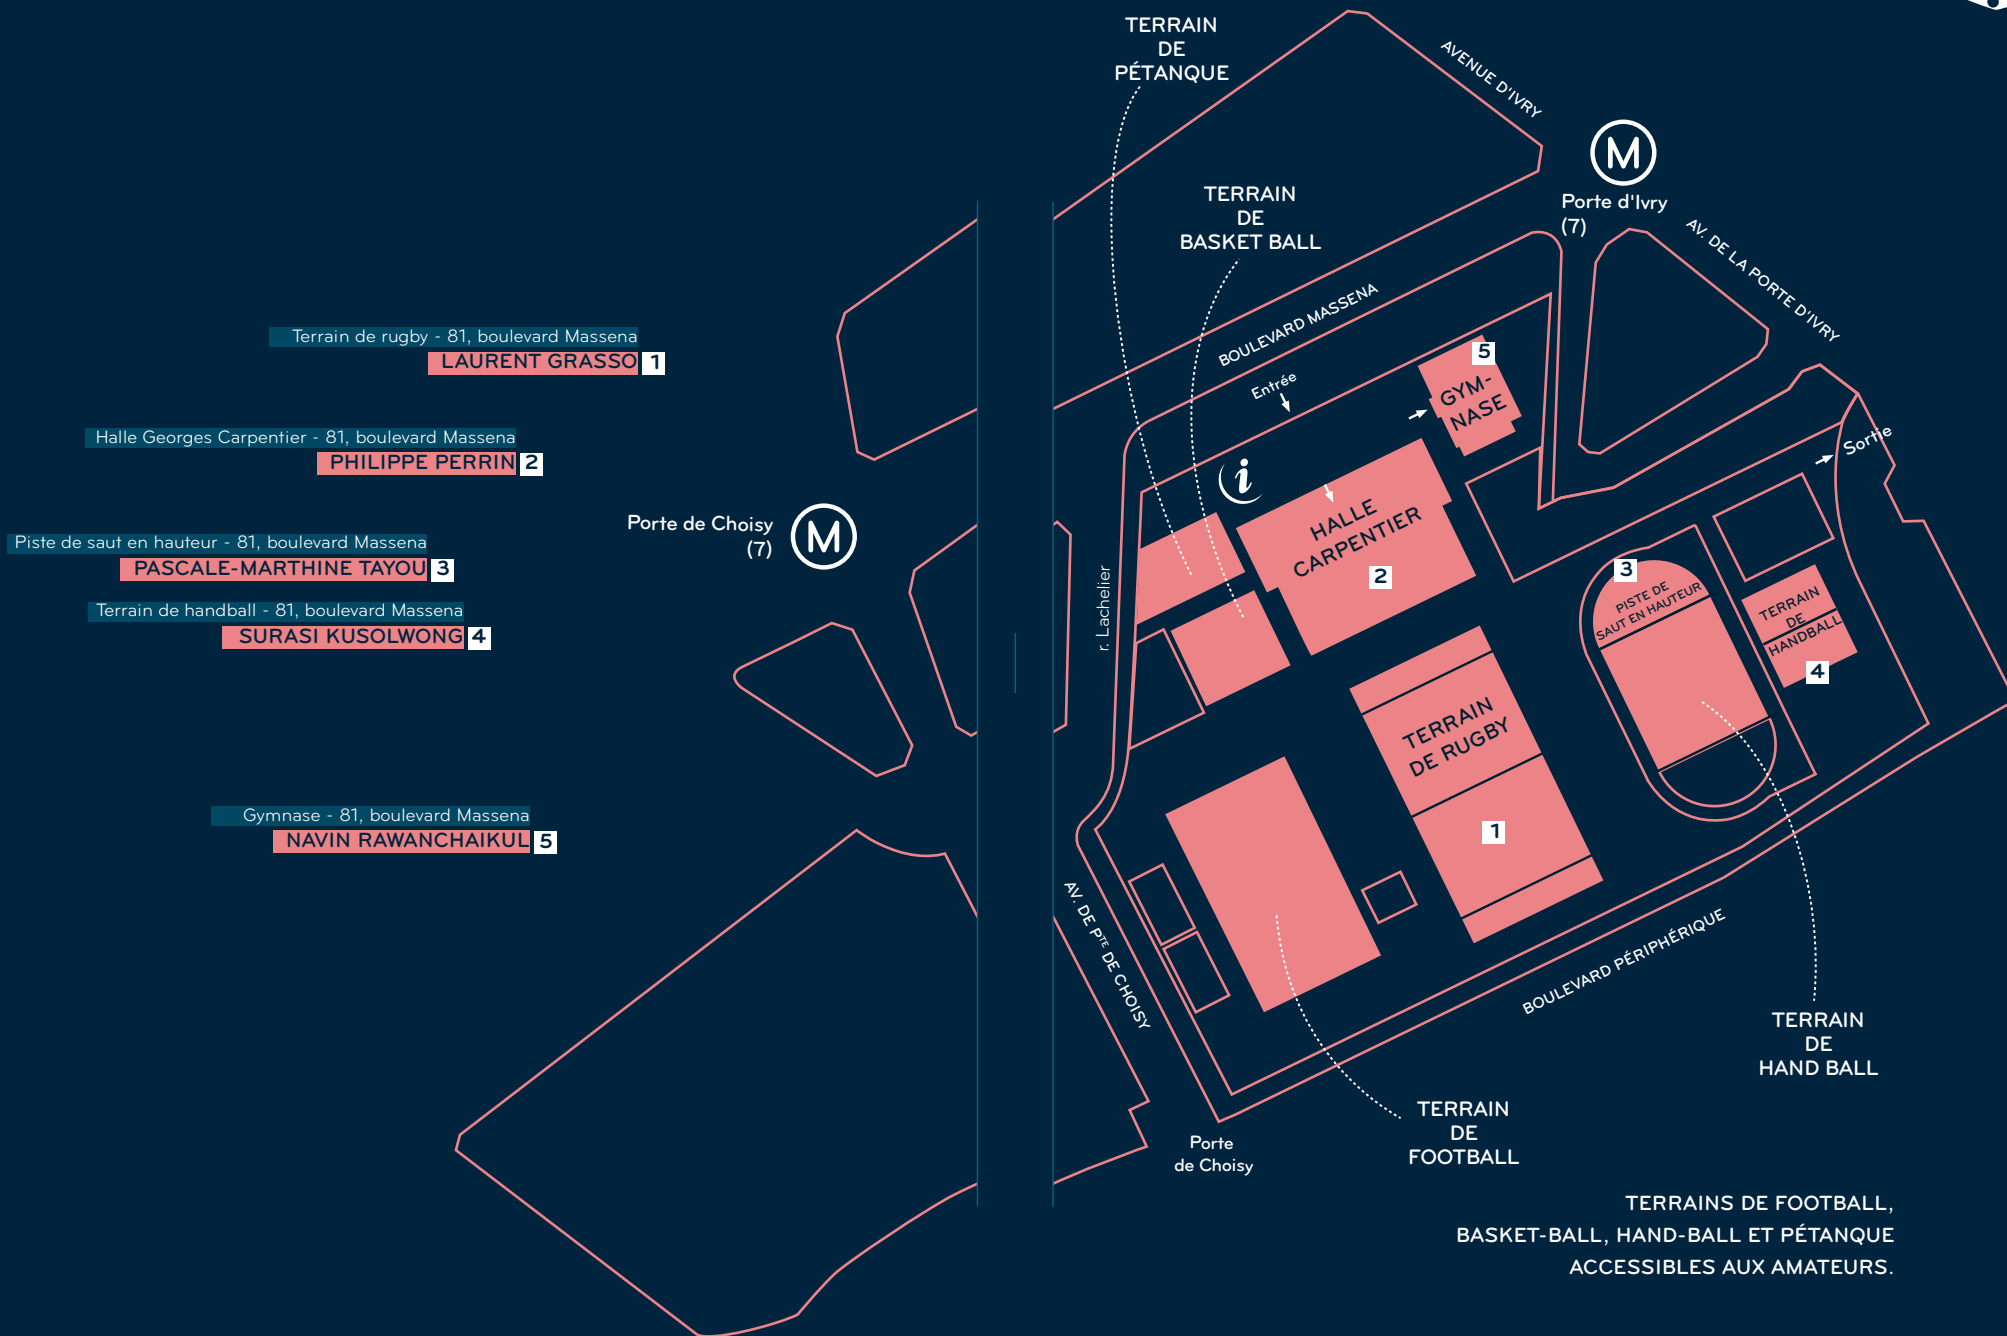 TERRAIN
DE
PÉTANQUE
AVENUE D'IVRY
M
Porte d'Ivry
(7)
TERRAIN
DE
BASKET BALL
AV. DE LA PORTE D'IVRY
BOULEVARD MASSENA
Entrée
5
GYM-
NASE
Sortie
i
HALLE
CARPENTIER
2
Terrain de rugby - 81, boulevard Massena
LAURENT GRASSO 1
Halle Georges Carpentier - 81, boulevard Massena
PHILIPPE PERRIN 2
Piste de saut en hauteur - 81, boulevard Massena
PASCALE-MARTHINE TAYOU 3
Terrain de handball - 81, boulevard Massena
SURASI KUSOLWONG 4
Gymnase - 81, boulevard Massena
NAVIN RAWANCHAIKUL 5
Porte de Choisy
(7)
M
r. Lachelier
3
PISTE DE
SAUT EN HAUTEUR
TERRAIN
DE
HANDBALL
4
TERRAIN
DE RUGBY
1
AV. DE PTE DE CHOISY
BOULEVARD PÉRIPHÉRIQUE
TERRAIN
DE
HAND BALL
TERRAIN
DE
FOOTBALL
Porte
de Choisy
TERRAINS DE FOOTBALL,
BASKET-BALL, HAND-BALL ET PÉTANQUE
ACCESSIBLES AUX AMATEURS.